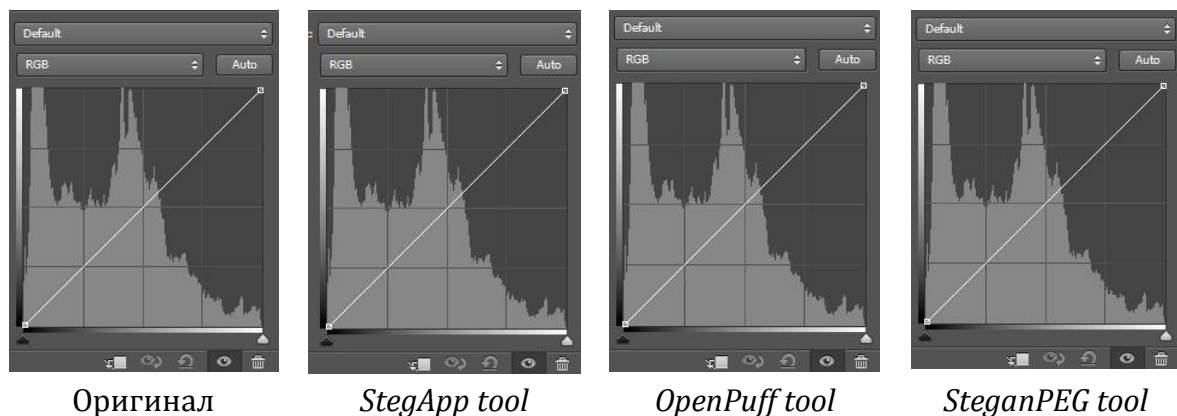 Default Default Default Default
RGB Auto RGB Auto RGB Auto RGB Auto
Оригинал StegApp tool OpenPuff tool SteganPEG tool